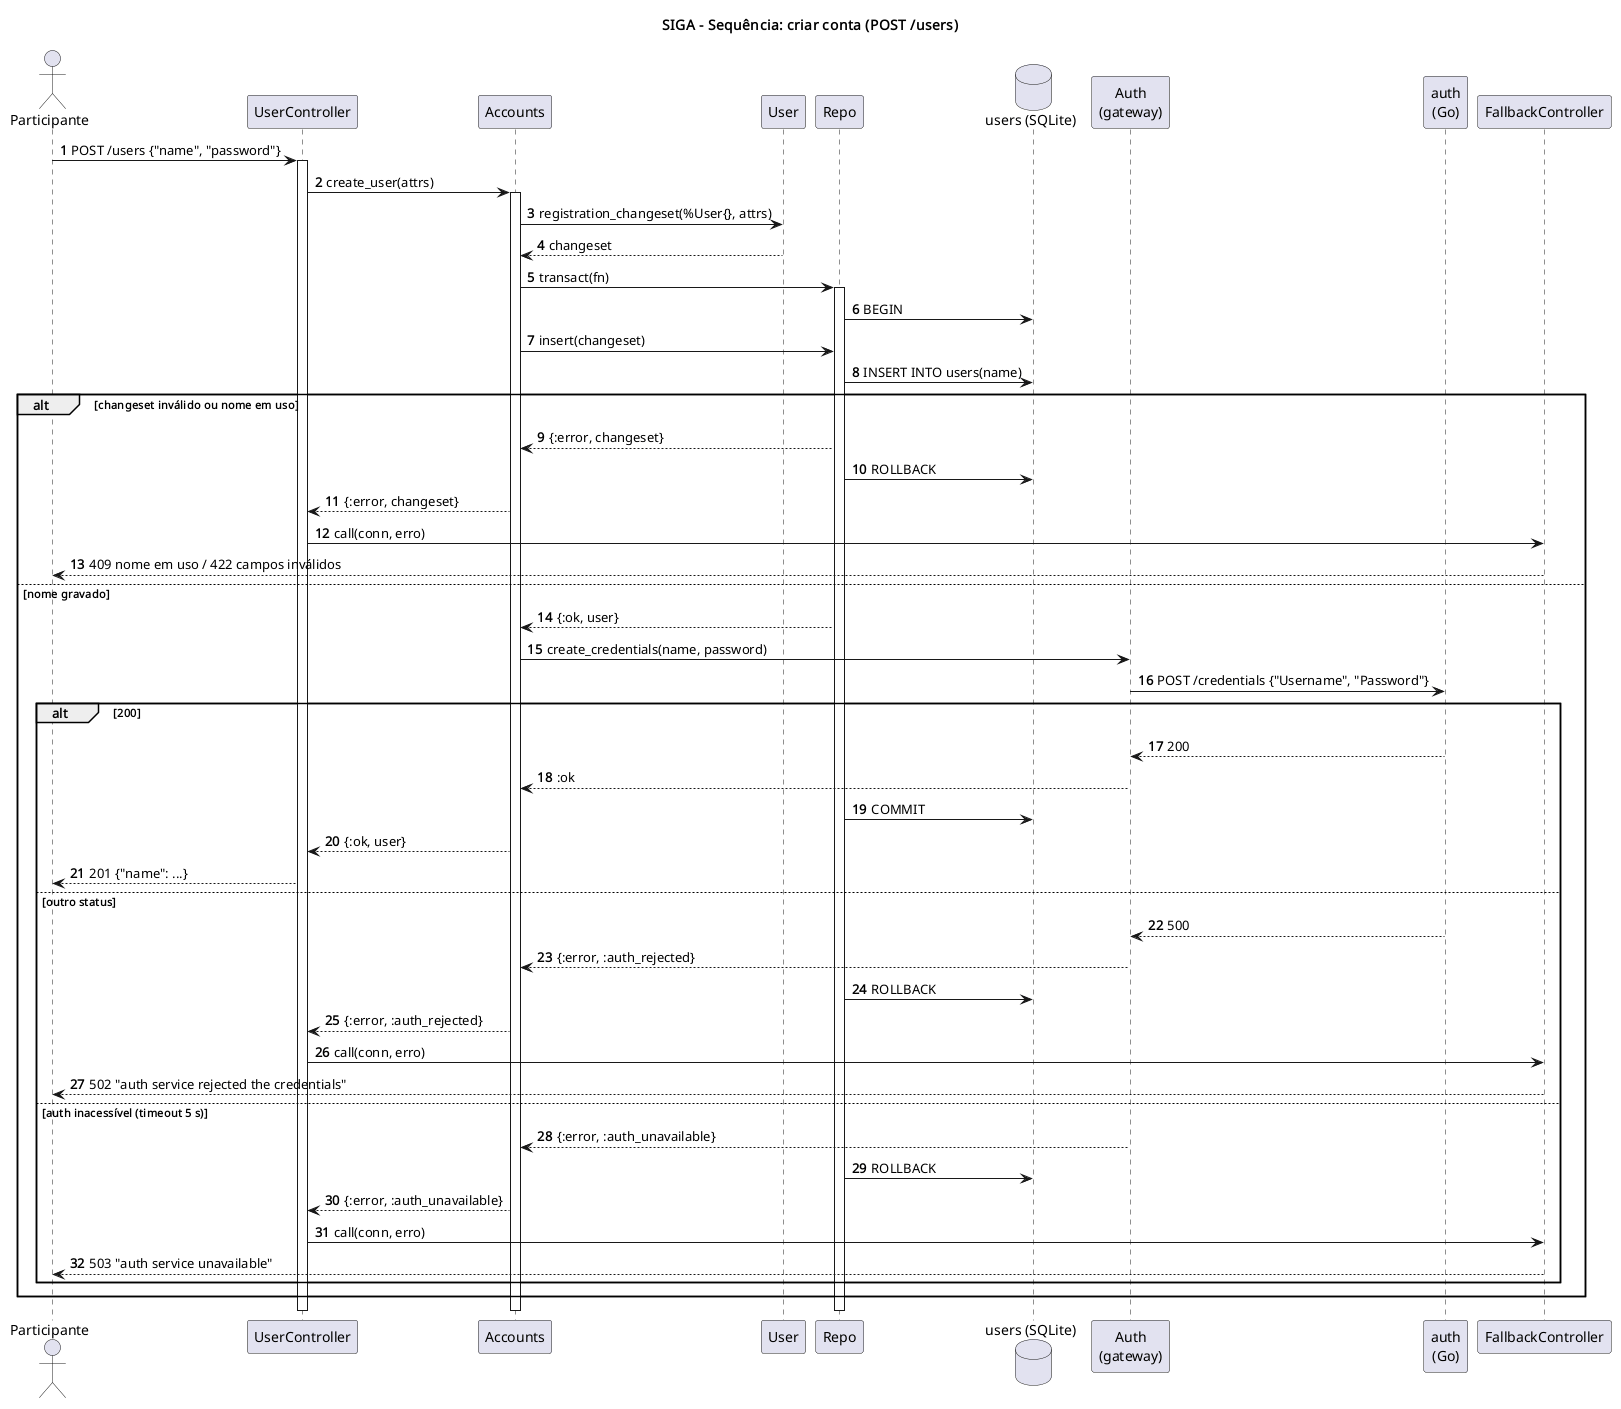 SIGA - Sequência: criar conta (POST /users)
Participante
UserController
Accounts
User
Repo
users (SQLite)
Auth
(gateway)
auth
(Go)
FallbackController
1 POST /users {"name", "password"}
2 create_user(attrs)
3 registration_changeset(%User{}, attrs)
4 changeset
5 transact(fn)
6 BEGIN
7 insert(changeset)
8 INSERT INTO users(name)
alt [changeset inválido ou nome em uso]
9 {:error, changeset}
10 ROLLBACK
11 {:error, changeset}
12 call(conn, erro)
13 409 nome em uso / 422 campos inválidos
[nome gravado]
14 {:ok, user}
15 create_credentials(name, password)
16 POST /credentials {"Username", "Password"}
alt [200]
17 200
18 :ok
19 COMMIT
20 {:ok, user}
21 201 {"name": ...}
[outro status]
22 500
23 {:error, :auth_rejected}
24 ROLLBACK
25 {:error, :auth_rejected}
26 call(conn, erro)
27 502 "auth service rejected the credentials"
[auth inacessível (timeout 5 s)]
28 {:error, :auth_unavailable}
29 ROLLBACK
30 {:error, :auth_unavailable}
31 call(conn, erro)
32 503 "auth service unavailable"
Participante
UserController
Accounts
User
Repo
users (SQLite)
Auth
(gateway)
auth
(Go)
FallbackController